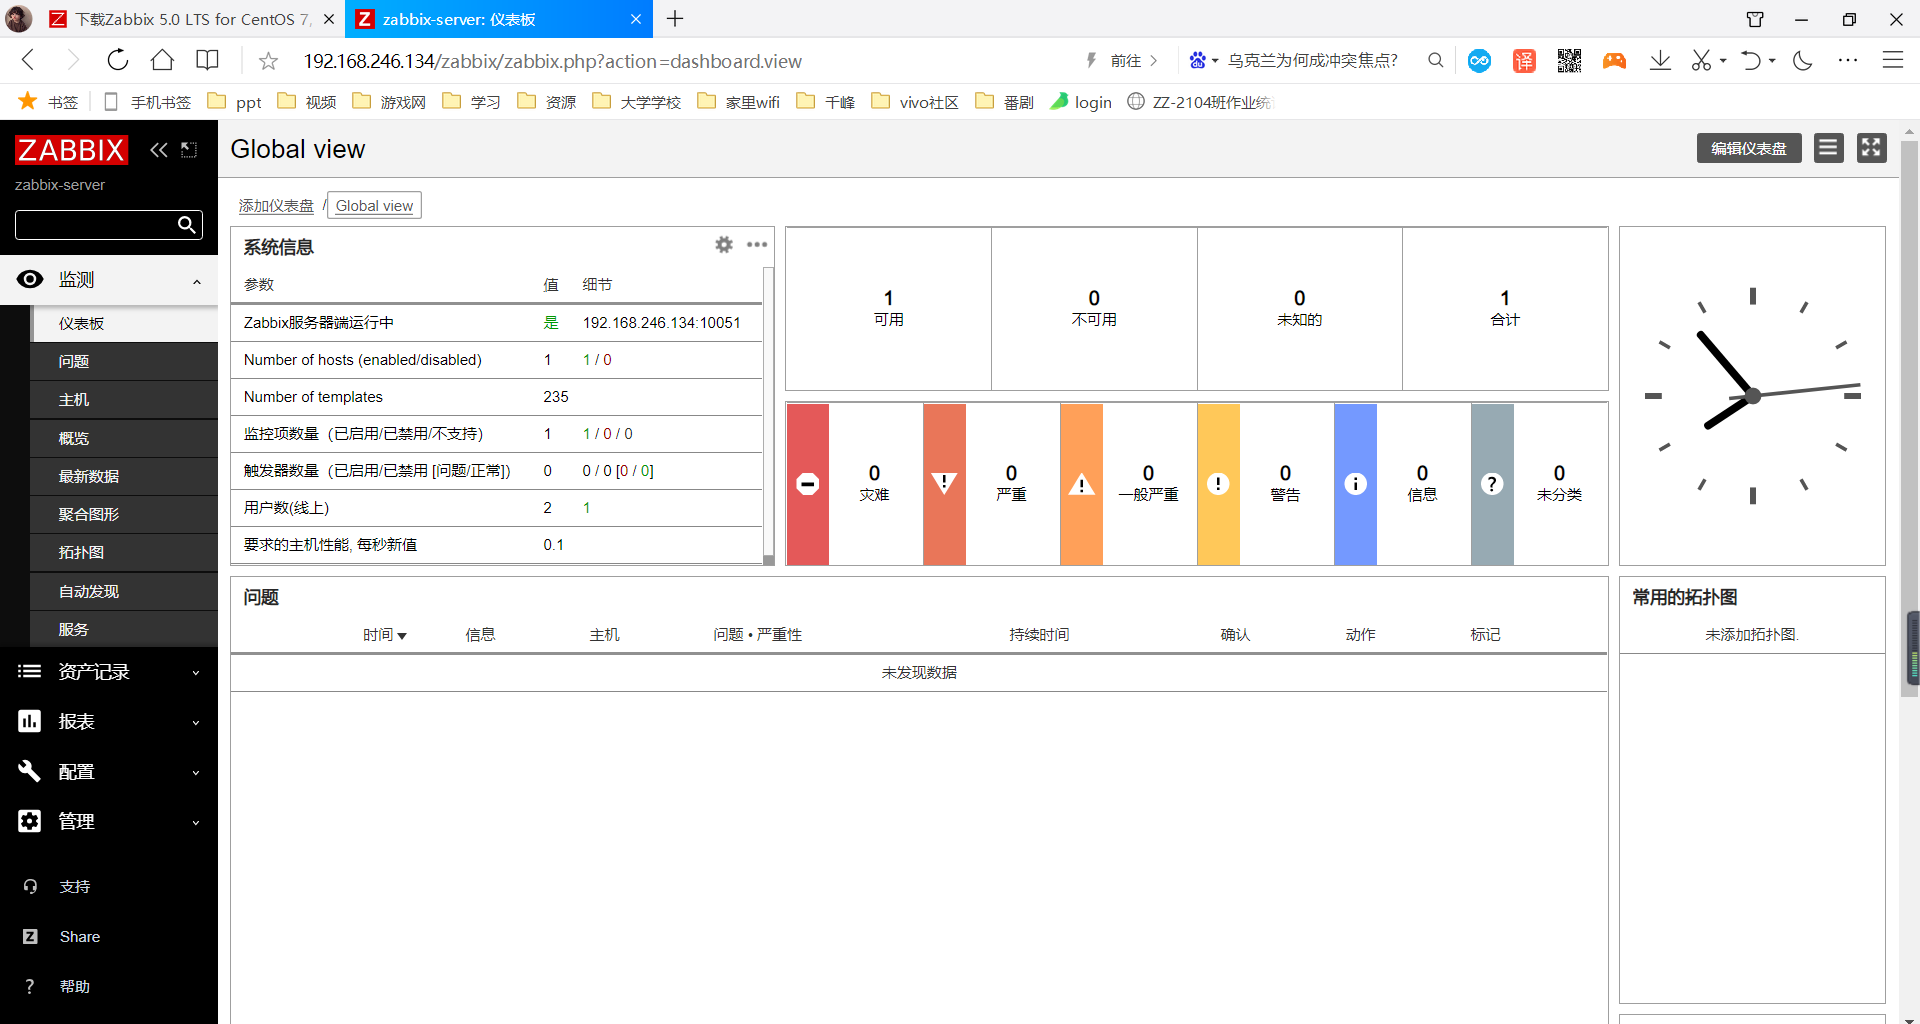 下载Zabbix 5.0 LTS for CentOS 7,
zabbix-server: 仪表板
192.168.246.134/zabbix/zabbix.php?action=dashboard.view
前往
乌克兰为何成冲突焦点?
译
书签
手机书签
ppt
视频
游戏网
学习
资源
大学学校
家里wifi
千峰
vivo社区
番剧
login
ZZ-2104班作业统
ZABBIX
zabbix-server
监测
仪表板
问题
主机
概览
最新数据
聚合图形
拓扑图
自动发现
服务
资产记录
报表
配置
管理
支持
Share
帮助
Global view
编辑仪表盘
添加仪表盘 / Global view
系统信息
参数 值 细节
Zabbix服务器端运行中 是 192.168.246.134:10051
Number of hosts (enabled/disabled) 1 1 / 0
Number of templates 235
监控项数量 (已启用/已禁用/不支持) 1 1 / 0 / 0
触发器数量 (已启用/已禁用 [问题/正常]) 0 0 / 0 [0 / 0]
用户数(线上) 2 1
要求的主机性能, 每秒新值 0.1
1 0 0 1
可用 不可用 未知的 合计
0 0 0 0 0 0
灾难 严重 一般严重 警告 信息 未分类
问题
时间 信息 主机 问题 • 严重性 持续时间 确认 动作 标记
未发现数据
常用的拓扑图
未添加拓扑图.